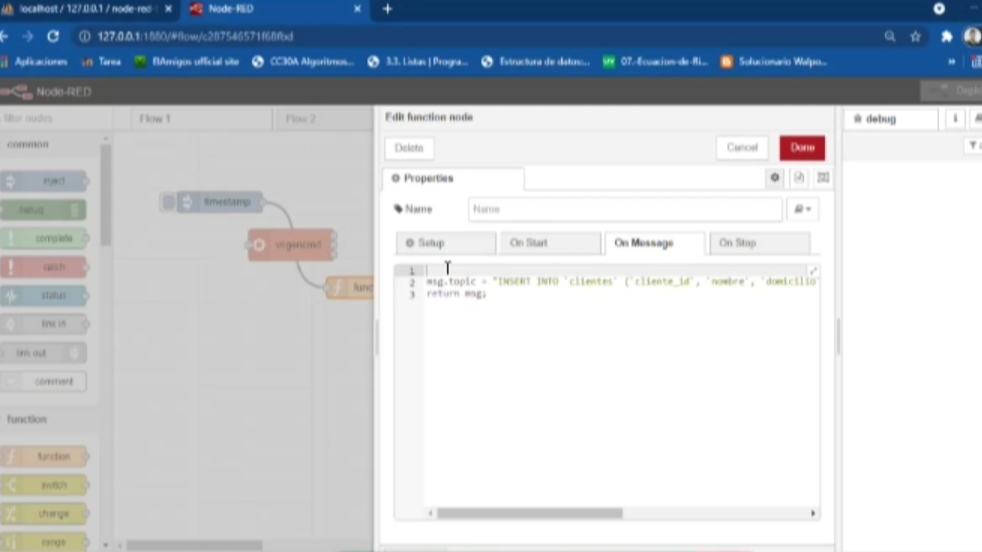 localhost / 127.0.0.1 / node-red
Node-RED
127.0.0.1:1880/#flow/c287546571f68fbd
Aplicaciones
Tarea
ElAmigos official site
CC30A Algoritmos...
3.3. Listas | Progra...
Estructura de datos:...
07.-Ecuacion-de-Ri...
Solucionario Walpo...
»
Node-RED
Deplo
filter nodes
Flow 1
Flow 2
Edit function node
debug
i
common
Delete
Cancel
Done
inject
Properties
debug
timestamp
Name
Name
complete
vcgencmd
Setup
On Start
On Message
On Stop
catch
1
status
func
2 msg.topic = "INSERT INTO `clientes` (`cliente_id`, `nombre`, `domicilio`
3 return msg;
link in
link out
comment
function
function
switch
change
range